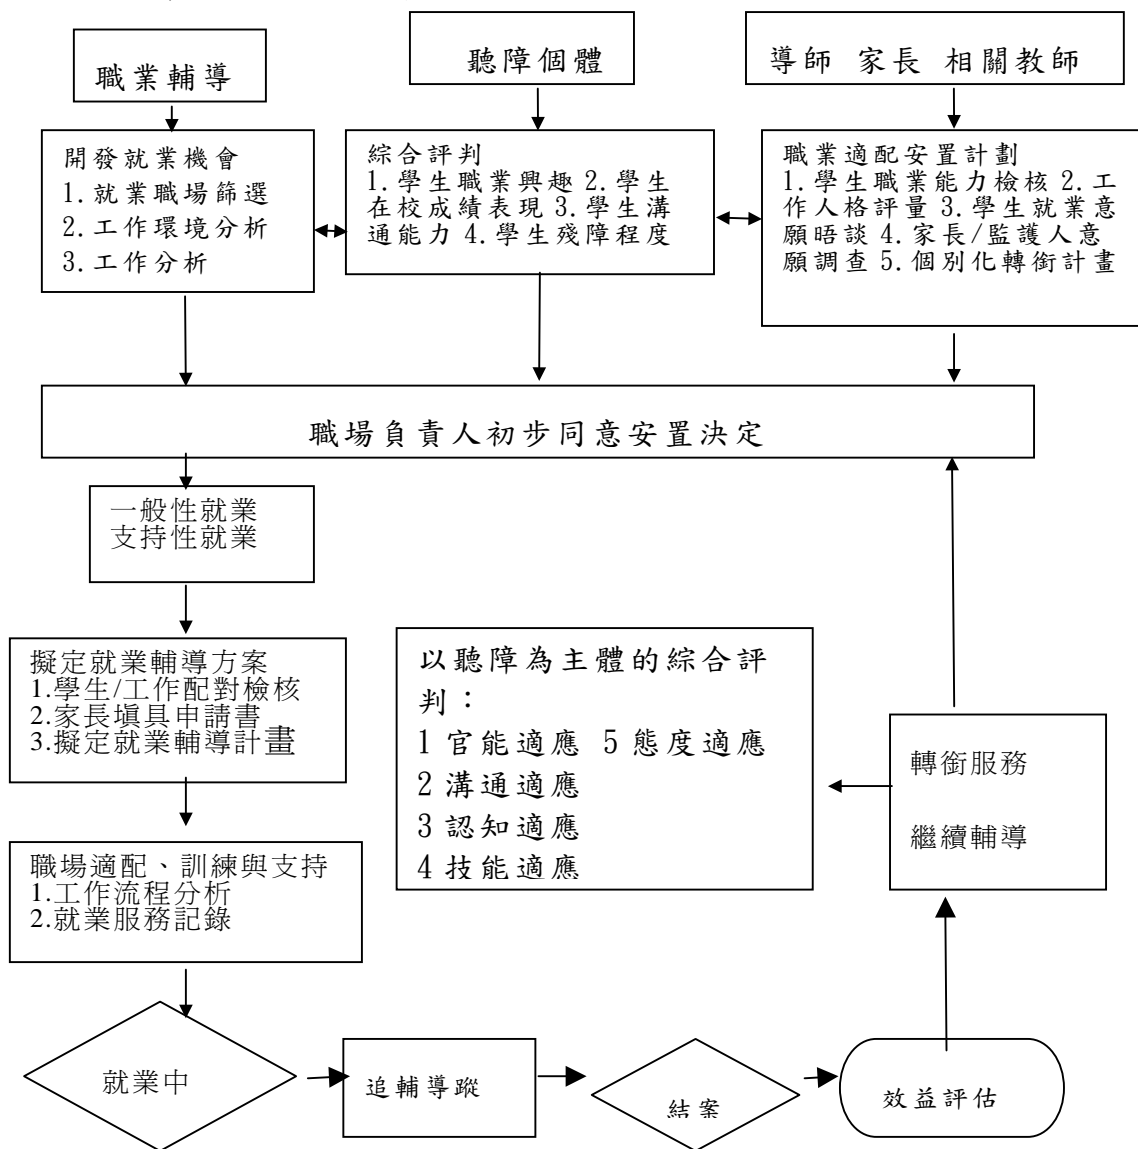 職業輔導
聽障個體
導師 家長 相關教師
開發就業機會
1.就業職場篩選
2.工作環境分析
3.工作分析
綜合評判
1.學生職業興趣 2.學生
在校成績表現 3.學生溝
通能力 4.學生殘障程度
職業適配安置計劃
1.學生職業能力檢核 2.工
作人格評量 3.學生就業意
願晤談 4.家長/監護人意
願調查 5.個別化轉銜計畫
職場負責人初步同意安置決定
一般性就業
支持性就業
擬定就業輔導方案
1.學生/工作配對檢核
2.家長填具申請書
3.擬定就業輔導計畫
以聽障為主體的綜合評
判：
1 官能適應 5 態度適應
2 溝通適應
3 認知適應
4 技能適應
轉銜服務
繼續輔導
職場適配、訓練與支持
1.工作流程分析
2.就業服務記錄
就業中
追輔導蹤
結案
效益評估